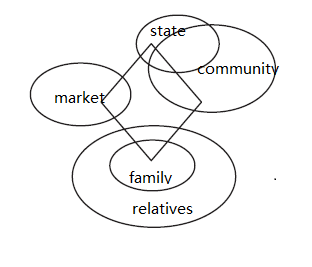 state
community
market
family
relatives